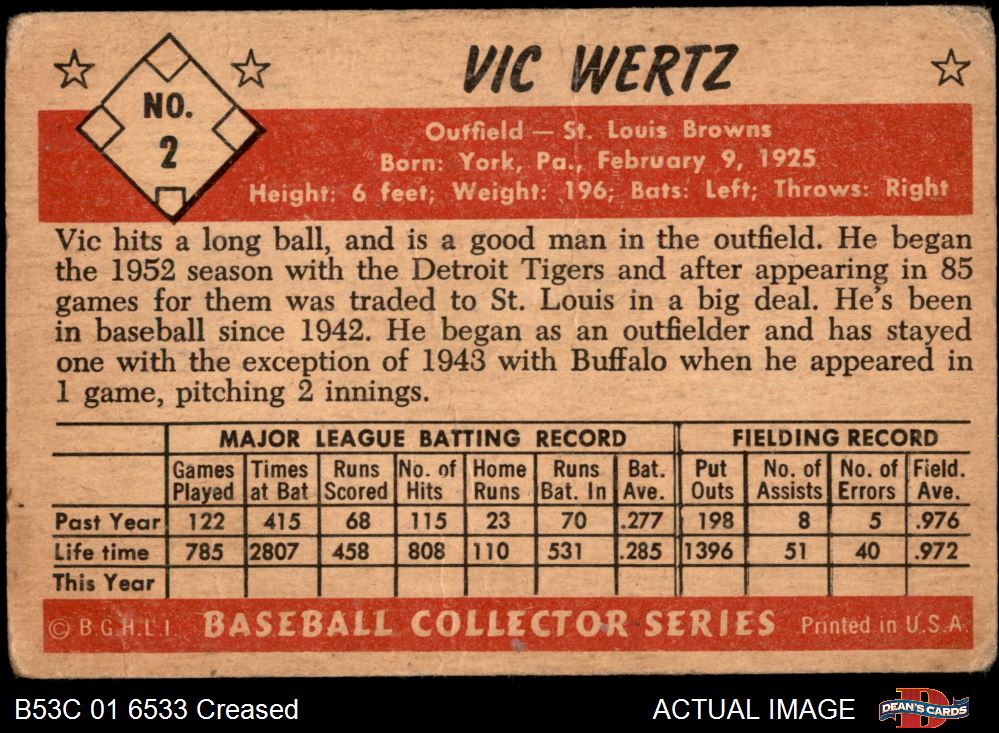 VIC WERTZ
NO.
2
Outfield — St. Louis Browns
Born: York, Pa., February 9, 1925
Height: 6 feet; Weight: 196; Bats: Left; Throws: Right
Vic hits a long ball, and is a good man in the outfield. He began
the 1952 season with the Detroit Tigers and after appearing in 85
games for them was traded to St. Louis in a big deal. He's been
in baseball since 1942. He began as an outfielder and has stayed
one with the exception of 1943 with Buffalo when he appeared in
1 game, pitching 2 innings.
MAJOR LEAGUE BATTING RECORD FIELDING RECORD
Games Times Runs No. of Home Runs Bat. Put No. of No. of Field.
Played at Bat Scored Hits Runs Bat. In Ave. Outs Assists Errors Ave.
Past Year 122 415 68 115 23 70 .277 198 8 5 .976
Life time 785 2807 458 808 110 531 .285 1396 51 40 .972
This Year
© B.G.H.L.I. BASEBALL COLLECTOR SERIES Printed in U.S.A.
B53C 01 6533 Creased ACTUAL IMAGE DEAN'S CARDS